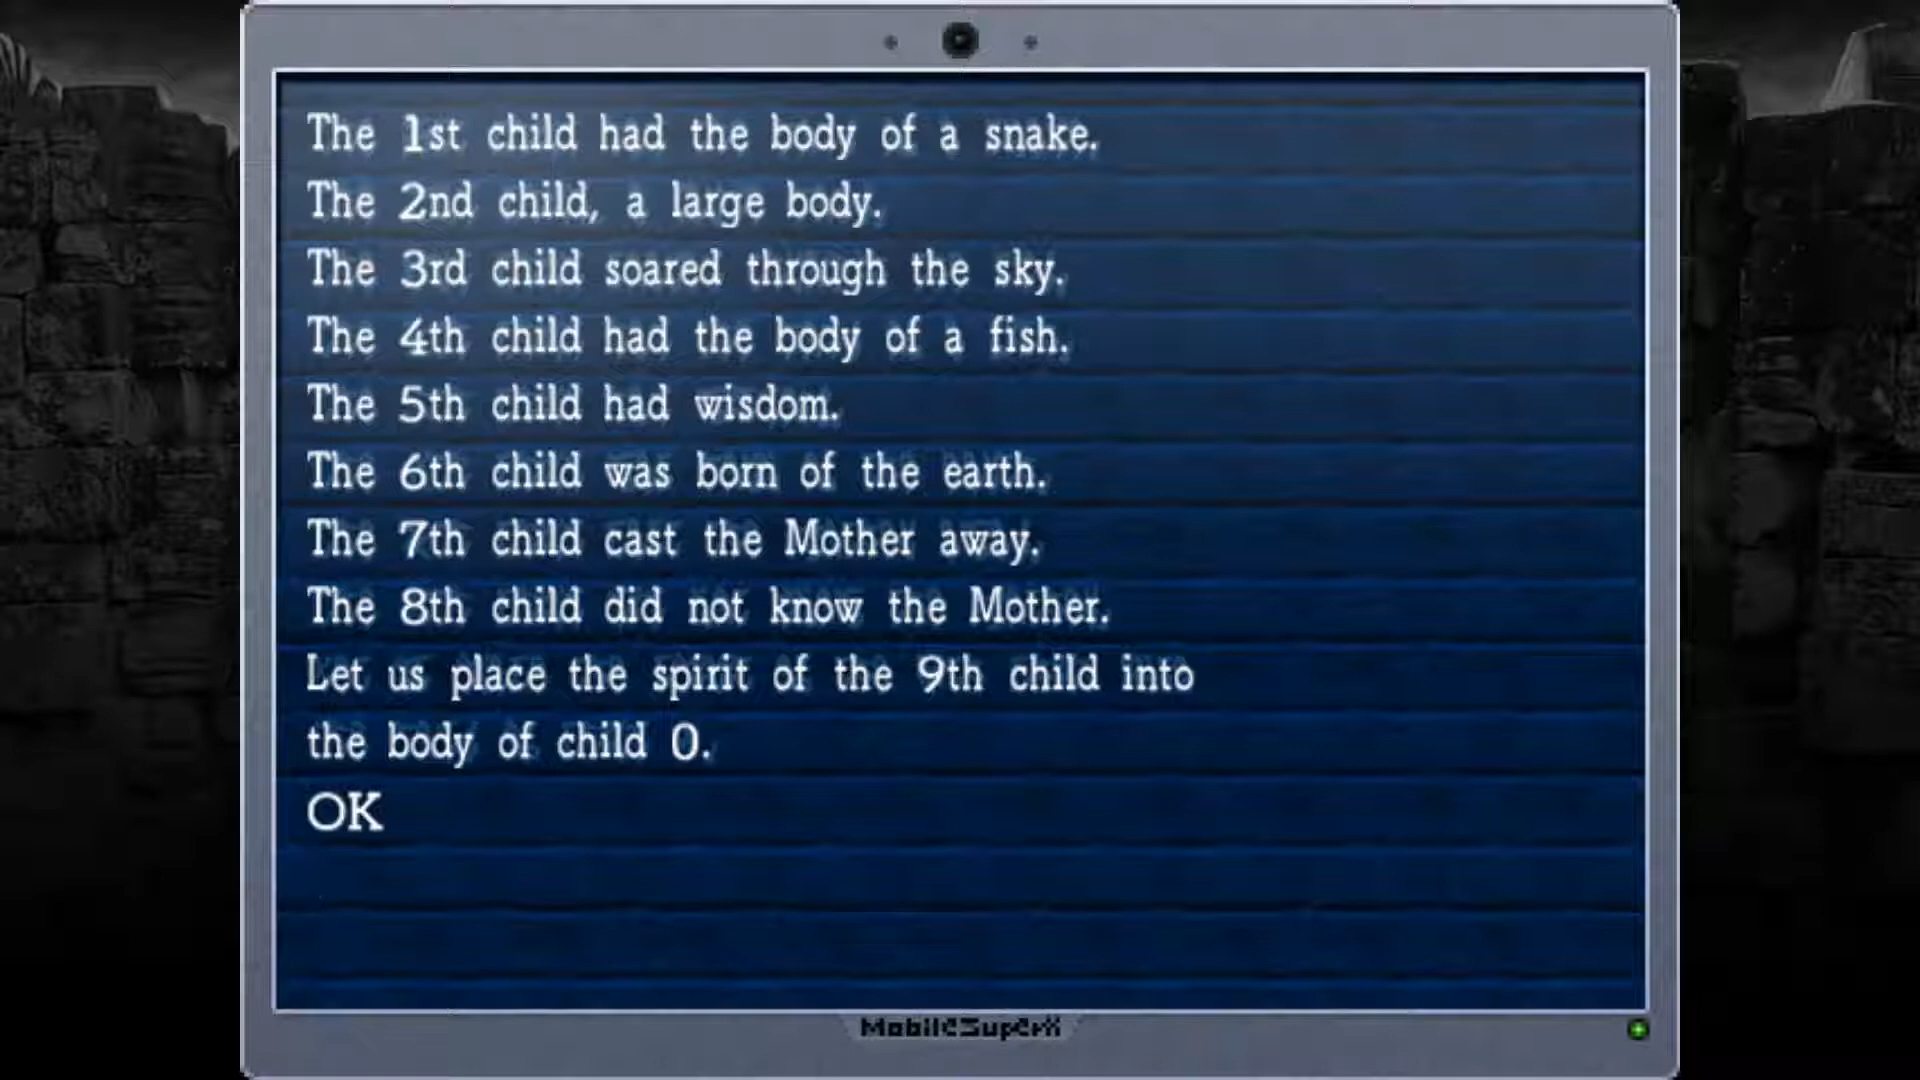 The 1st child had the body of a snake.
The 2nd child, a large body.
The 3rd child soared through the sky.
The 4th child had the body of a fish.
The 5th child had wisdom.
The 6th child was born of the earth.
The 7th child cast the Mother away.
The 8th child did not know the Mother.
Let us place the spirit of the 9th child into
the body of child 0.
OK
MobileSuperX